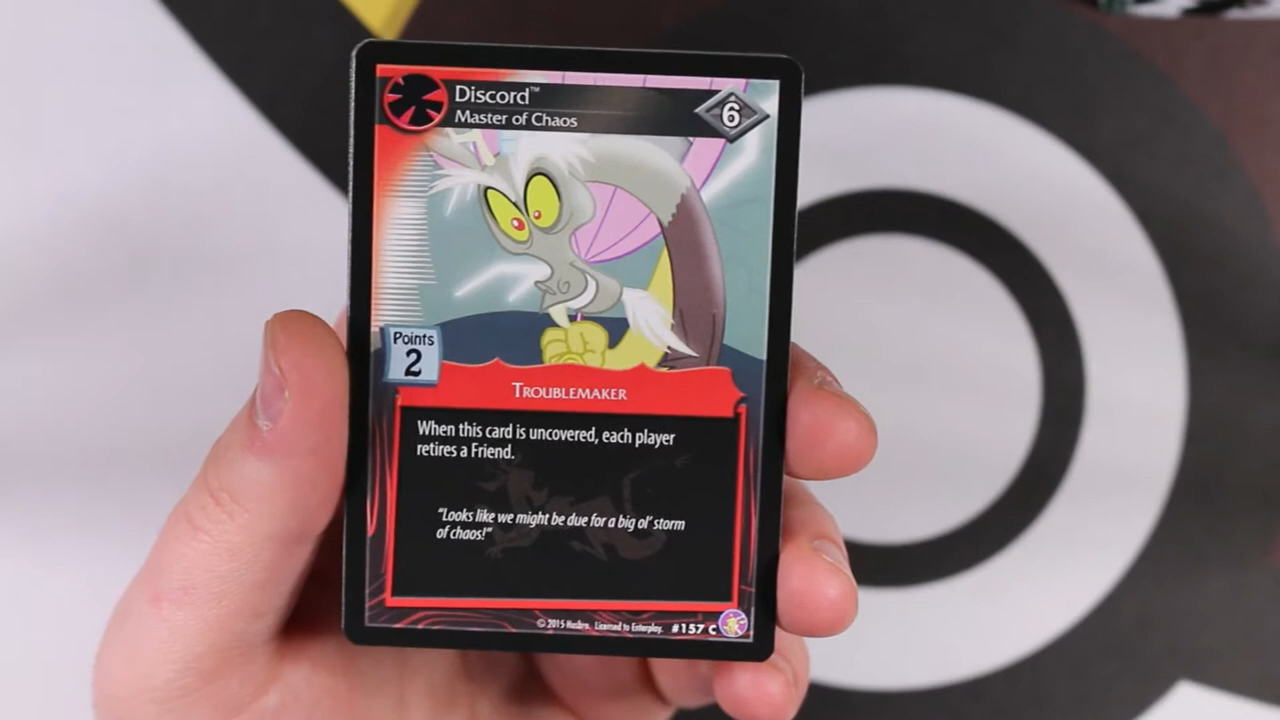 Discord™
Master of Chaos
6
Points
2
Troublemaker
When this card is uncovered, each player
retires a Friend.
"Looks like we might be due for a big ol' storm
of chaos!"
© 2015 Hasbro. Licensed to Enterplay. #157 C